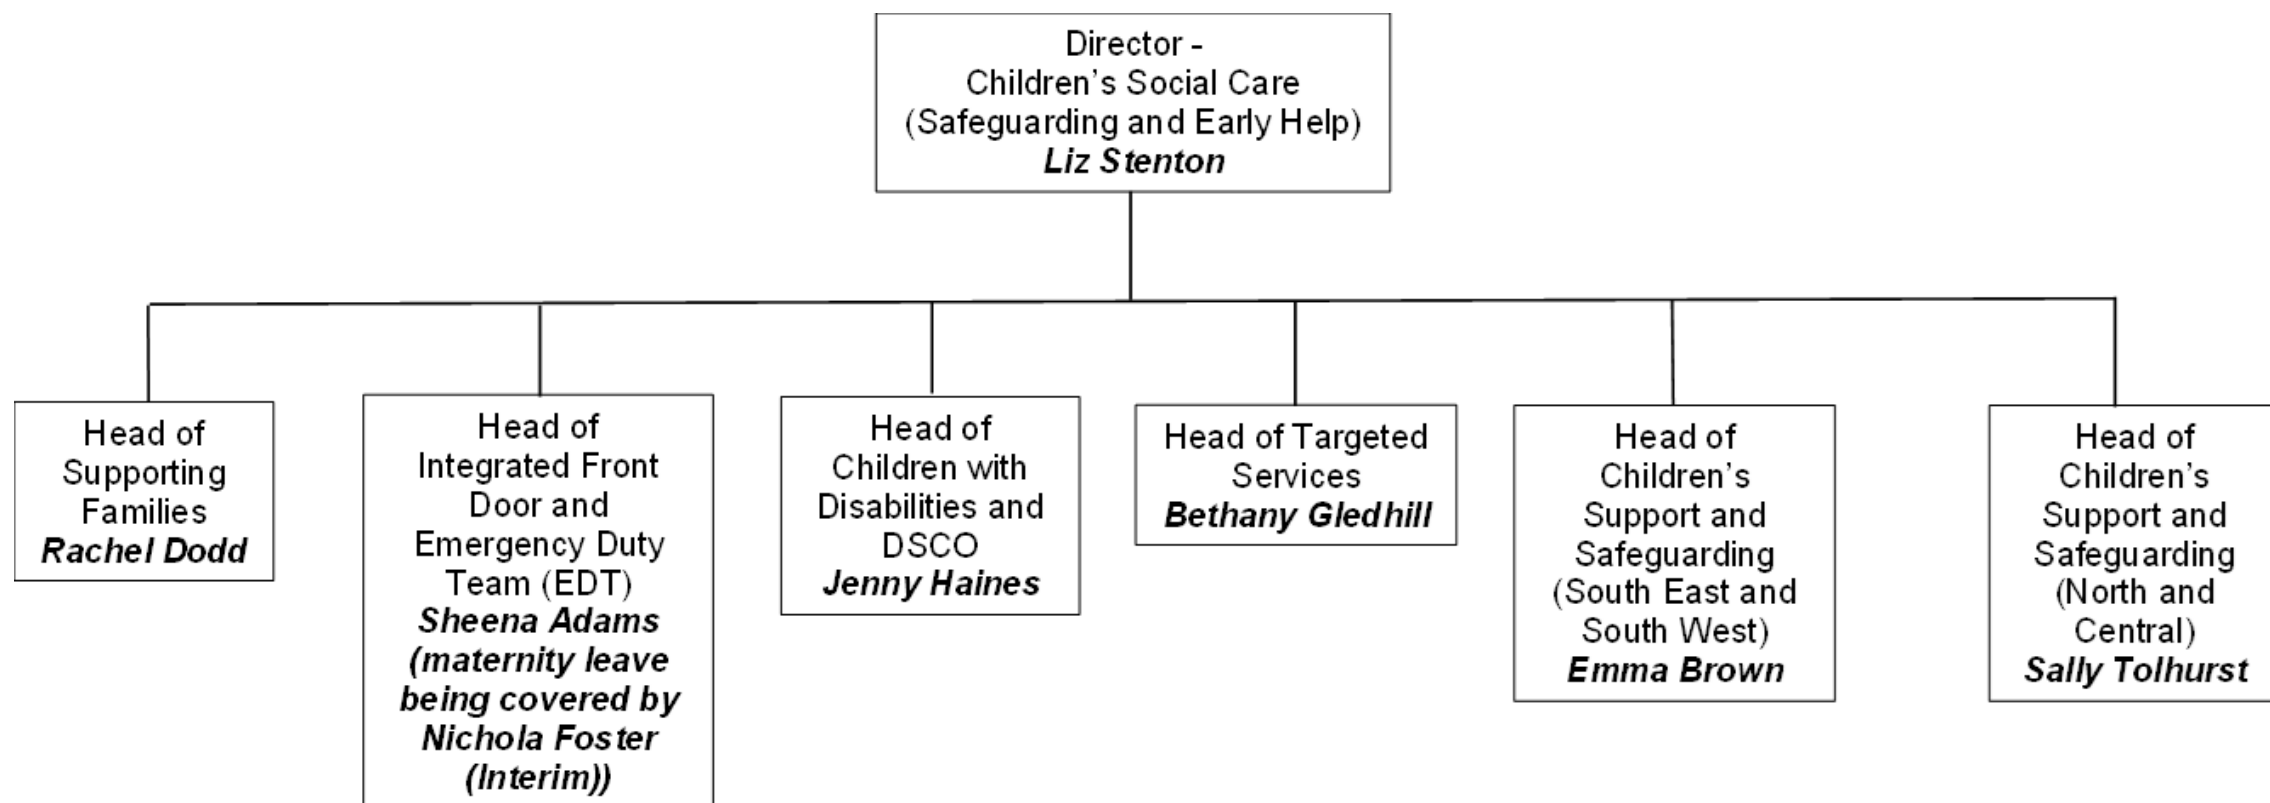 Director -
Children's Social Care
(Safeguarding and Early Help)
Liz Stenton
Head of
Supporting
Families
Rachel Dodd
Head of
Integrated Front
Door and
Emergency Duty
Team (EDT)
Sheena Adams
(maternity leave
being covered by
Nichola Foster
(Interim))
Head of
Children with
Disabilities and
DSCO
Jenny Haines
Head of Targeted
Services
Bethany Gledhill
Head of
Children's
Support and
Safeguarding
(South East and
South West)
Emma Brown
Head of
Children's
Support and
Safeguarding
(North and
Central)
Sally Tolhurst